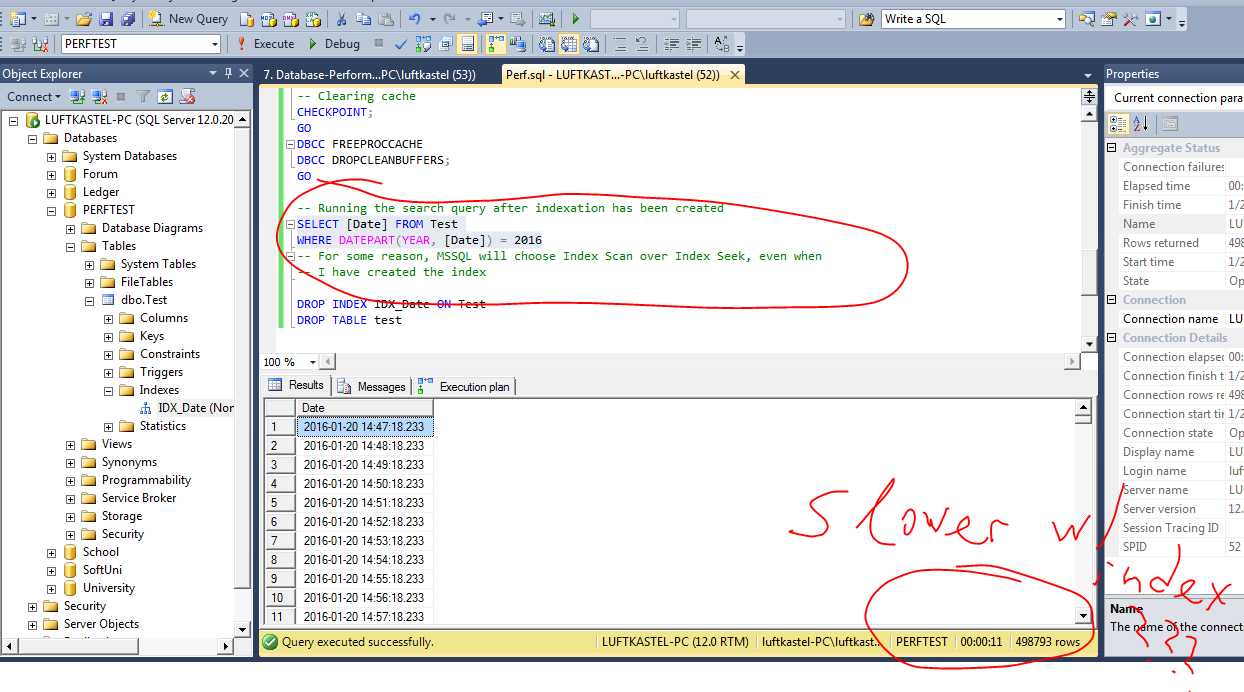 New Query
Write a SQL
PERFTEST
Execute
Debug
Object Explorer
Connect
LUFTKASTEL-PC (SQL Server 12.0.20
Databases
System Databases
Forum
Ledger
PERFTEST
Database Diagrams
Tables
System Tables
FileTables
dbo.Test
Columns
Keys
Constraints
Triggers
Indexes
IDX_Date (Non
Statistics
Views
Synonyms
Programmability
Service Broker
Storage
Security
School
SoftUni
University
Security
Server Objects
7. Database-Perform...PC\luftkastel (53))
Perf.sql - LUFTKAST...-PC\luftkastel (52))
-- Clearing cache
CHECKPOINT;
GO
DBCC FREEPROCCACHE
DBCC DROPCLEANBUFFERS;
GO
-- Running the search query after indexation has been created
SELECT [Date] FROM Test
WHERE DATEPART(YEAR, [Date]) = 2016
-- For some reason, MSSQL will choose Index Scan over Index Seek, even when
-- I have created the index
DROP INDEX IDX_Date ON Test
DROP TABLE test
100 %
Results
Messages
Execution plan
Date
1 2016-01-20 14:47:18.233
2 2016-01-20 14:48:18.233
3 2016-01-20 14:49:18.233
4 2016-01-20 14:50:18.233
5 2016-01-20 14:51:18.233
6 2016-01-20 14:52:18.233
7 2016-01-20 14:53:18.233
8 2016-01-20 14:54:18.233
9 2016-01-20 14:55:18.233
10 2016-01-20 14:56:18.233
11 2016-01-20 14:57:18.233
Slower w/
index
???
Query executed successfully.
LUFTKASTEL-PC (12.0 RTM)
luftkastel-PC\luftkast...
PERFTEST
00:00:11
498793 rows
Properties
Current connection para
Aggregate Status
Connection failures
Elapsed time 00:
Finish time 1/2
Name LU
Rows returned 498
Start time 1/2
State Op
Connection
Connection name LU
Connection Details
Connection elapsed 00:
Connection finish t 1/2
Connection rows re 498
Connection start tir 1/2
Connection state Op
Display name LU
Login name luf
Server name LU
Server version 12.
Session Tracing ID
SPID 52
Name
The name of the connect